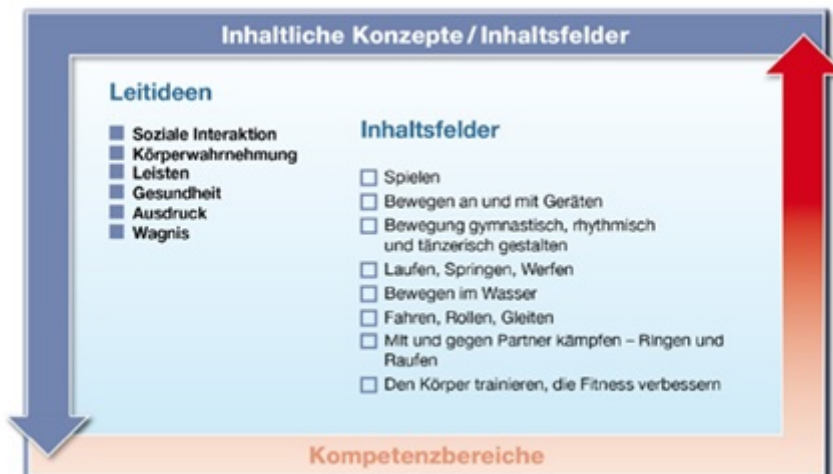 Inhaltliche Konzepte/Inhaltsfelder
Leitideen
Soziale Interaktion
Körperwahrnehmung
Leisten
Gesundheit
Ausdruck
Wagnis
Inhaltsfelder
Spielen
Bewegen an und mit Geräten
Bewegung gymnastisch, rhythmisch
und tänzerisch gestalten
Laufen, Springen, Werfen
Bewegen im Wasser
Fahren, Rollen, Gleiten
Mit und gegen Partner kämpfen – Ringen und
Raufen
Den Körper trainieren, die Fitness verbessern
Kompetenzbereiche